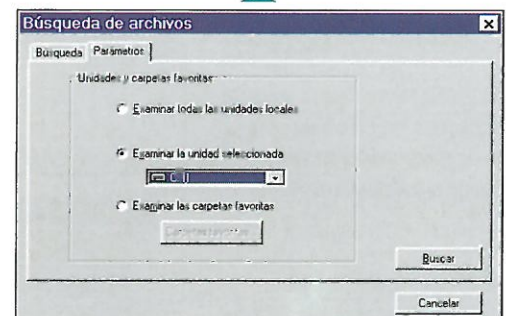 Búsqueda de archivos
Búsqueda Parámetros
Unidades y carpetas favoritas
Examinar todas las unidades locales
Examinar la unidad seleccionada
Examinar las carpetas favoritas
Buscar
Cancelar